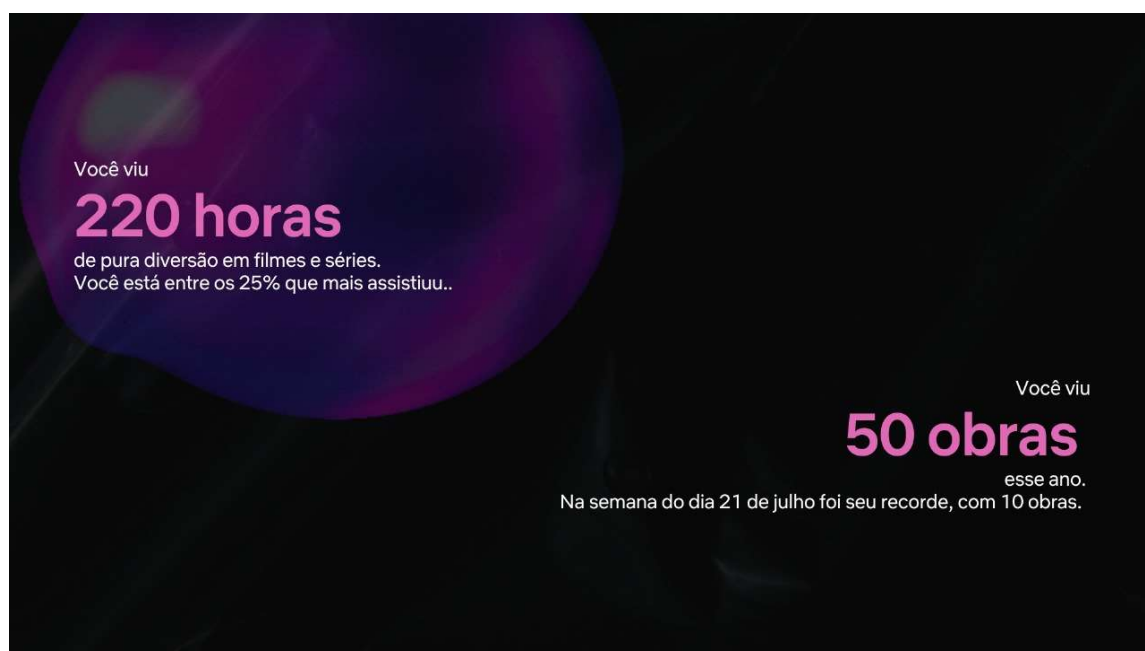 Você viu
220 horas
de pura diversão em filmes e séries.
Você está entre os 25% que mais assistiuu..
Você viu
50 obras
esse ano.
Na semana do dia 21 de julho foi seu recorde, com 10 obras.